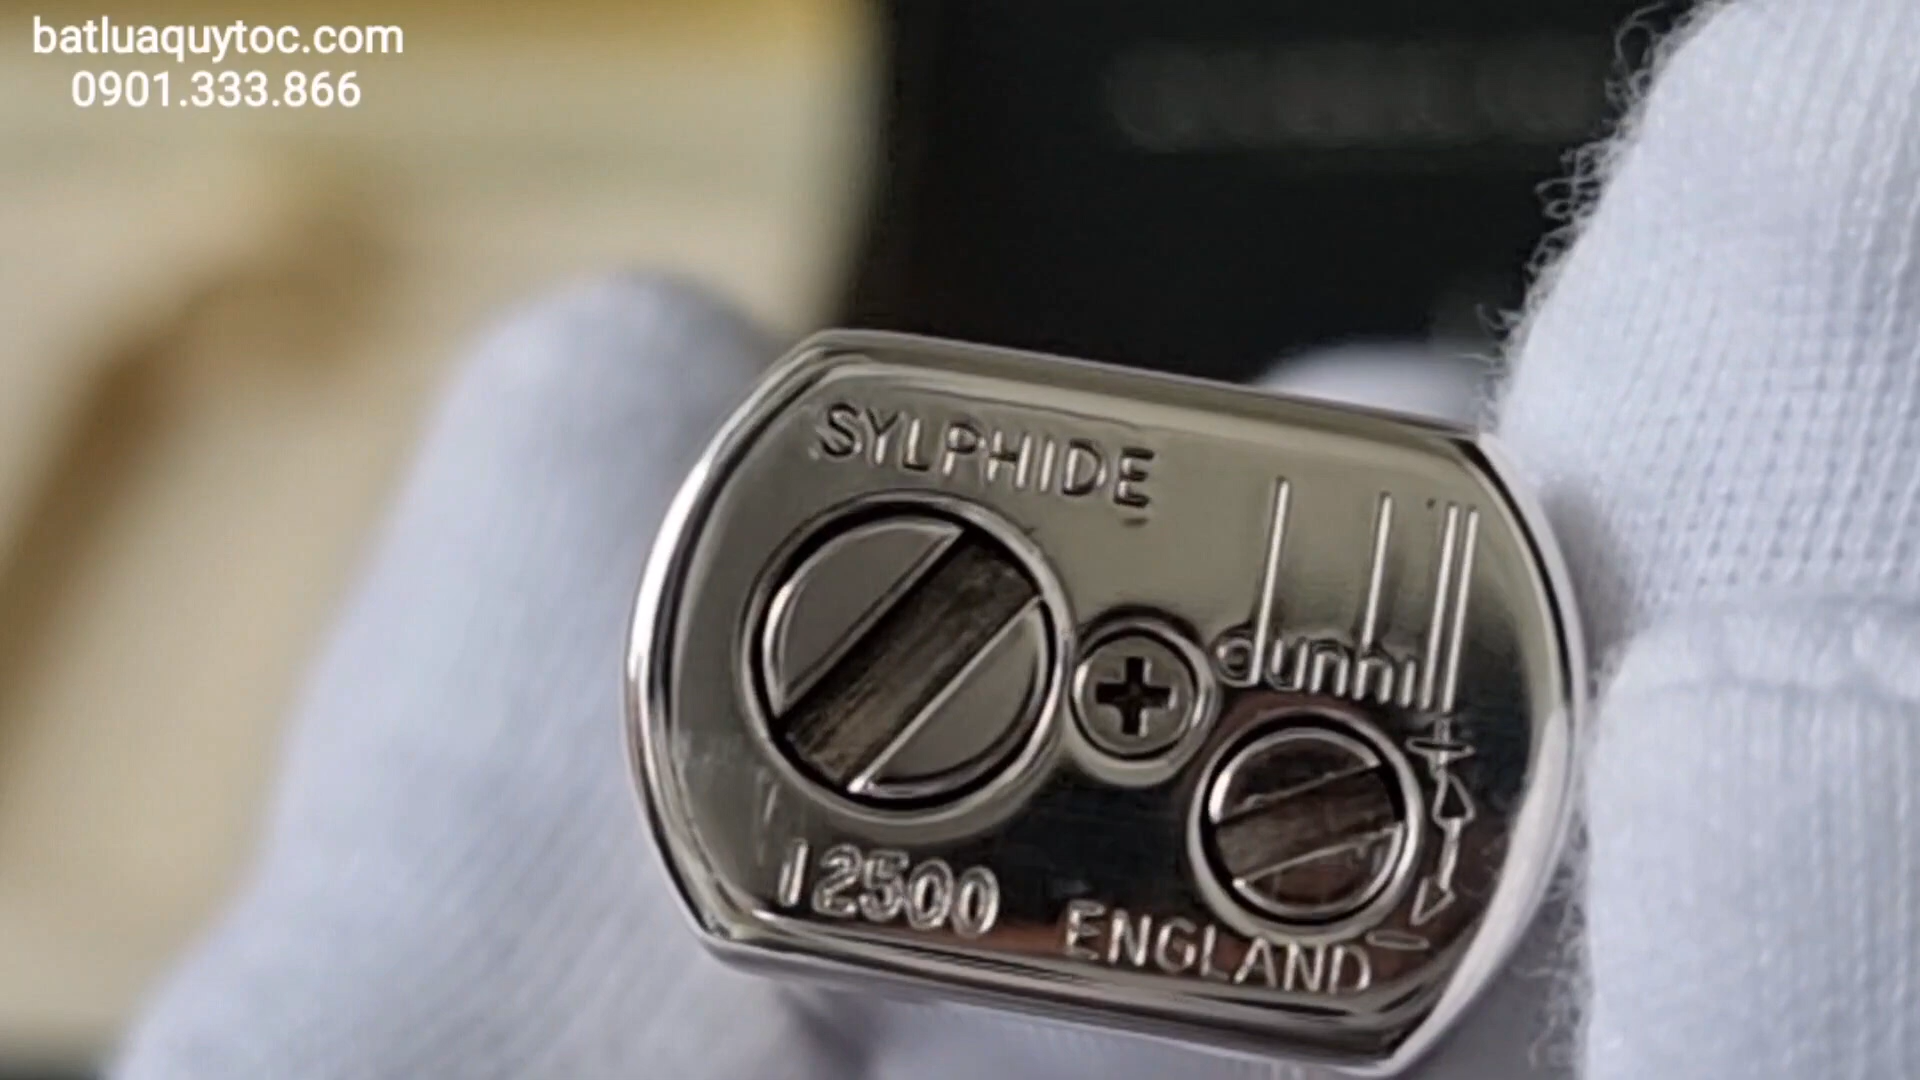 batluaquytoc.com
0901.333.866
SYLPHIDE
dunhill
12500
ENGLAND